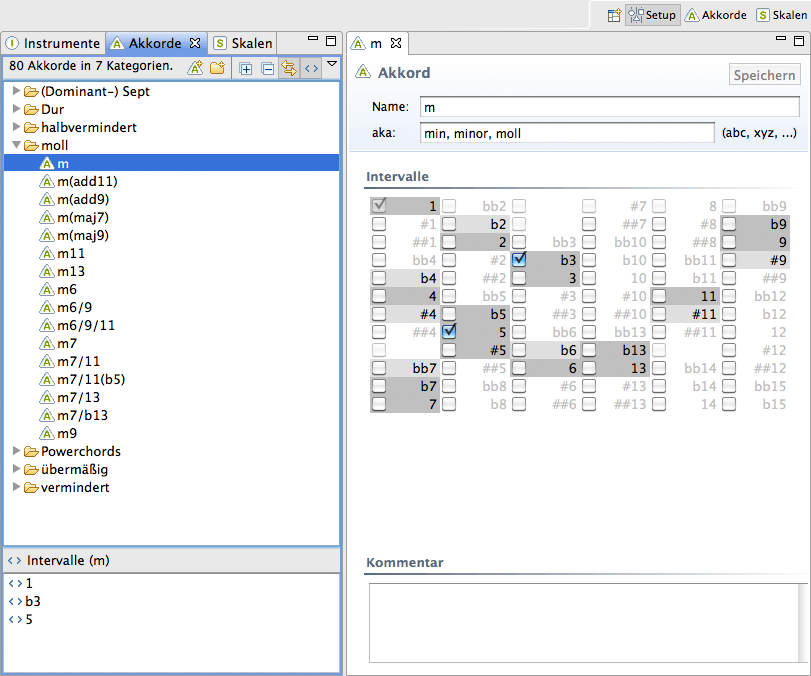 Setup Akkorde Skalen
Instrumente Akkorde Skalen
80 Akkorde in 7 Kategorien.
(Dominant-) Sept
Dur
halbvermindert
moll
m
m(add11)
m(add9)
m(maj7)
m(maj9)
m11
m13
m6
m6/9
m6/9/11
m7
m7/11
m7/11(b5)
m7/13
m7/b13
m9
Powerchords
übermäßig
vermindert
Intervalle (m)
1
b3
5
m
Akkord
Speichern
Name: m
aka: min, minor, moll (abc, xyz, ...)
Intervalle
1 bb2 #7 8 bb9
#1 b2 ##7 #8 b9
##1 2 bb3 bb10 ##8 9
bb4 #2 b3 b10 bb11 #9
b4 ##2 3 10 b11 ##9
4 bb5 #3 #10 11 bb12
#4 b5 ##3 ##10 #11 b12
##4 5 bb6 bb13 ##11 12
#5 b6 b13 #12
bb7 ##5 6 13 bb14 ##12
b7 bb8 #6 #13 b14 bb15
7 b8 ##6 ##13 14 b15
Kommentar